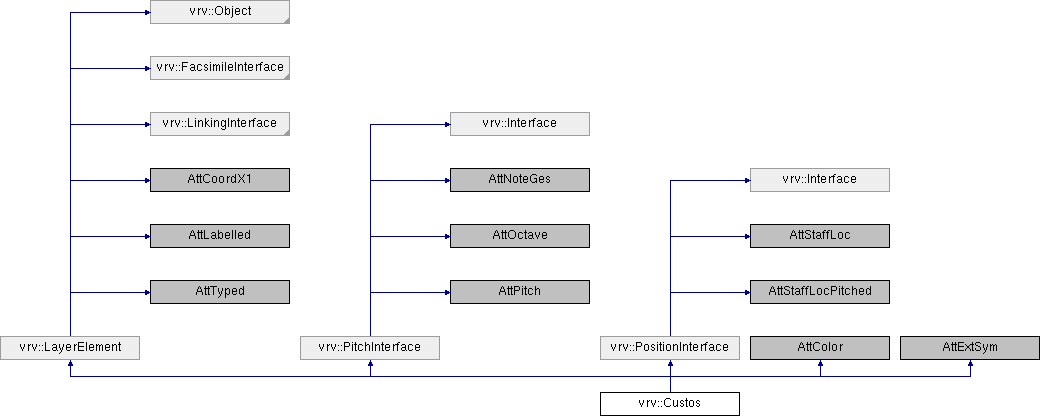 vrv::Object
vrv::FacsimileInterface
vrv::LinkingInterface
vrv::Interface
AttCoordX1
AttNoteGes
vrv::Interface
AttLabelled
AttOctave
AttStaffLoc
AttTyped
AttPitch
AttStaffLocPitched
vrv::LayerElement
vrv::PitchInterface
vrv::PositionInterface
AttColor
AttExtSym
vrv::Custos